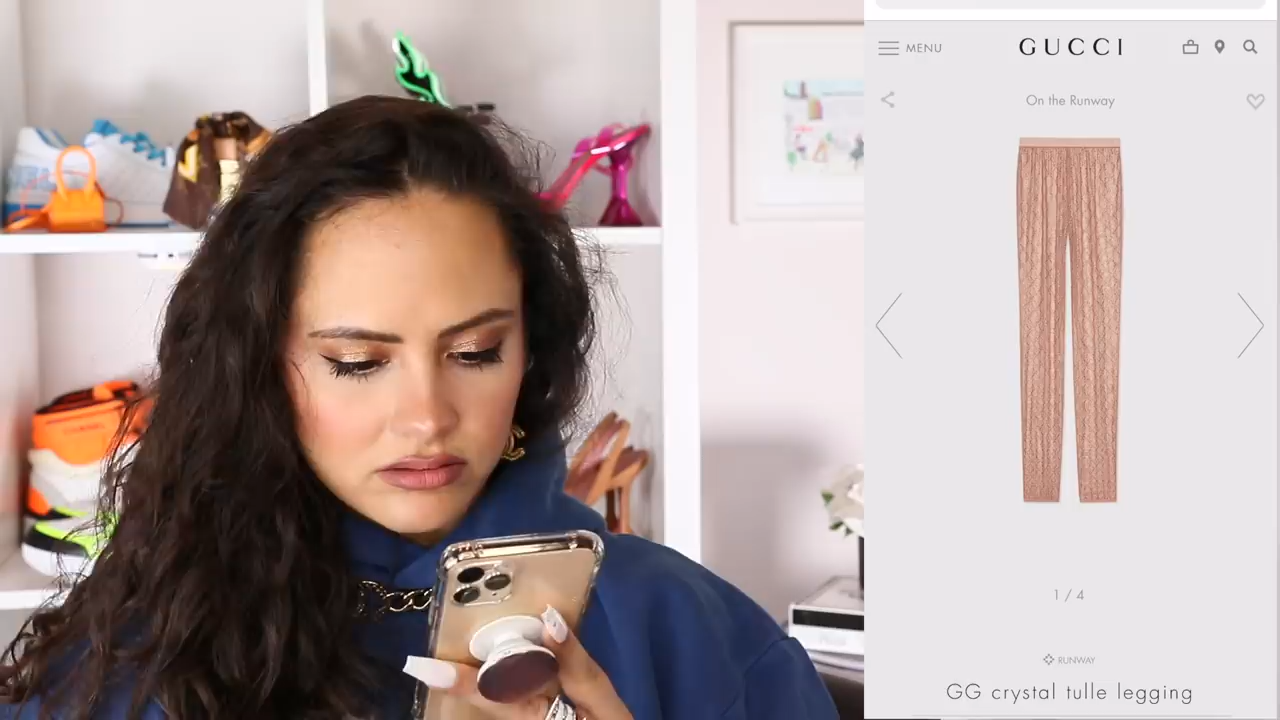 MENU
GUCCI
On the Runway
1 / 4
RUNWAY
GG crystal tulle legging